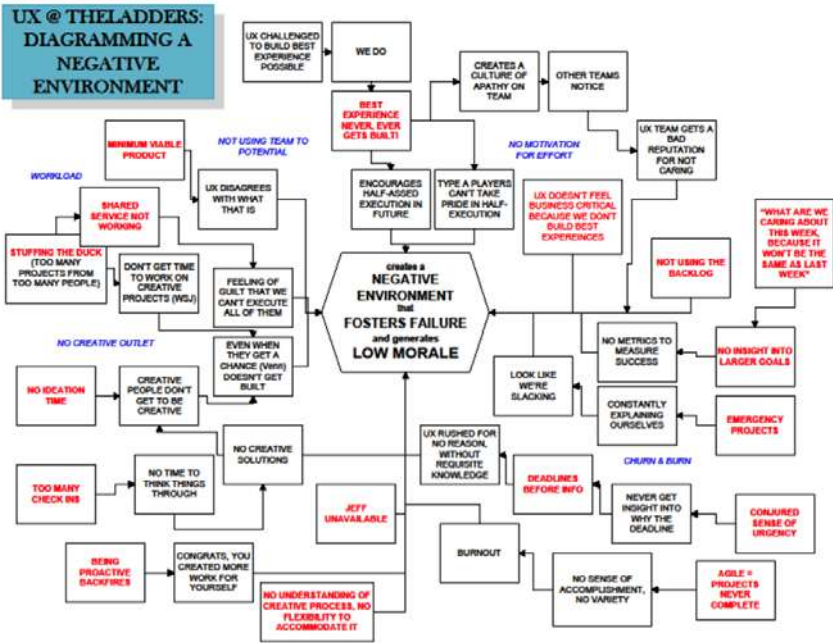 UX @ THELADDERS:
DIAGRAMMING A
NEGATIVE
ENVIRONMENT
UX CHALLENGED
TO BUILD BEST
EXPERIENCE
POSSIBLE
WE DO
BEST
EXPERIENCE
NEVER, EVER
GETS BUILT!
CREATES A
CULTURE OF
APATHY ON
TEAM
OTHER TEAMS
NOTICE
UX TEAM GETS A
BAD
REPUTATION
FOR NOT
CARING
NO MOTIVATION
FOR EFFORT
ENCOURAGES
HALF-ASSED
EXECUTION IN
FUTURE
TYPE A PLAYERS
CAN'T TAKE
PRIDE IN HALF-
EXECUTION
UX DOESN'T FEEL
BUSINESS CRITICAL
BECAUSE WE DON'T
BUILD BEST
EXPEREINCES
MINIMUM VIABLE
PRODUCT
NOT USING TEAM TO
POTENTIAL
UX DISAGREES
WITH WHAT
THAT IS
WORKLOAD
SHARED
SERVICE NOT
WORKING
STUFFING THE DUCK
(TOO MANY
PROJECTS FROM
TOO MANY PEOPLE)
DON'T GET TIME
TO WORK ON
CREATIVE
PROJECTS (WSJ)
FEELING OF
GUILT THAT WE
CAN'T EXECUTE
ALL OF THEM
NO CREATIVE OUTLET
EVEN WHEN
THEY GET A
CHANCE (Venn)
DOESN'T GET
BUILT
creates a
NEGATIVE
ENVIRONMENT
that
FOSTERS FAILURE
and generates
LOW MORALE
NOT USING THE
BACKLOG
"WHAT ARE WE
CARING ABOUT
THIS WEEK,
BECAUSE IT
WON'T BE THE
SAME AS LAST
WEEK"
NO METRICS TO
MEASURE
SUCCESS
NO INSIGHT INTO
LARGER GOALS
LOOK LIKE
WE'RE
SLACKING
CONSTANTLY
EXPLAINING
OURSELVES
EMERGENCY
PROJECTS
NO IDEATION
TIME
CREATIVE
PEOPLE DON'T
GET TO BE
CREATIVE
NO CREATIVE
SOLUTIONS
UX RUSHED FOR
NO REASON,
WITHOUT
REQUISITE
KNOWLEDGE
CHURN & BURN
DEADLINES
BEFORE INFO
NEVER GET
INSIGHT INTO
WHY THE
DEADLINE
CONJURED
SENSE OF
URGENCY
TOO MANY
CHECK INS
NO TIME TO
THINK THINGS
THROUGH
JEFF
UNAVAILABLE
BEING
PROACTIVE
BACKFIRES
CONGRATS, YOU
CREATED MORE
WORK FOR
YOURSELF
NO UNDERSTANDING OF
CREATIVE PROCESS, NO
FLEXIBILITY TO
ACCOMMODATE IT
BURNOUT
NO SENSE OF
ACCOMPLISHMENT,
NO VARIETY
AGILE =
PROJECTS
NEVER
COMPLETE